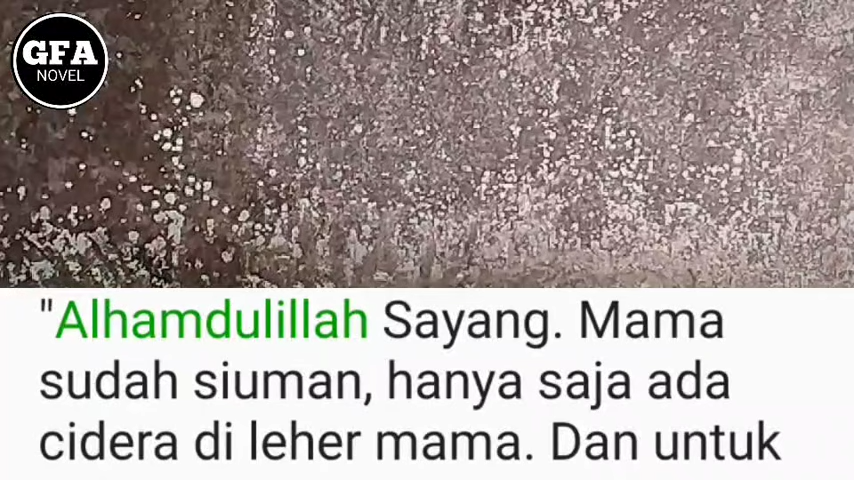 GFA
NOVEL
"Alhamdulillah Sayang. Mama
sudah siuman, hanya saja ada
cidera di leher mama. Dan untuk